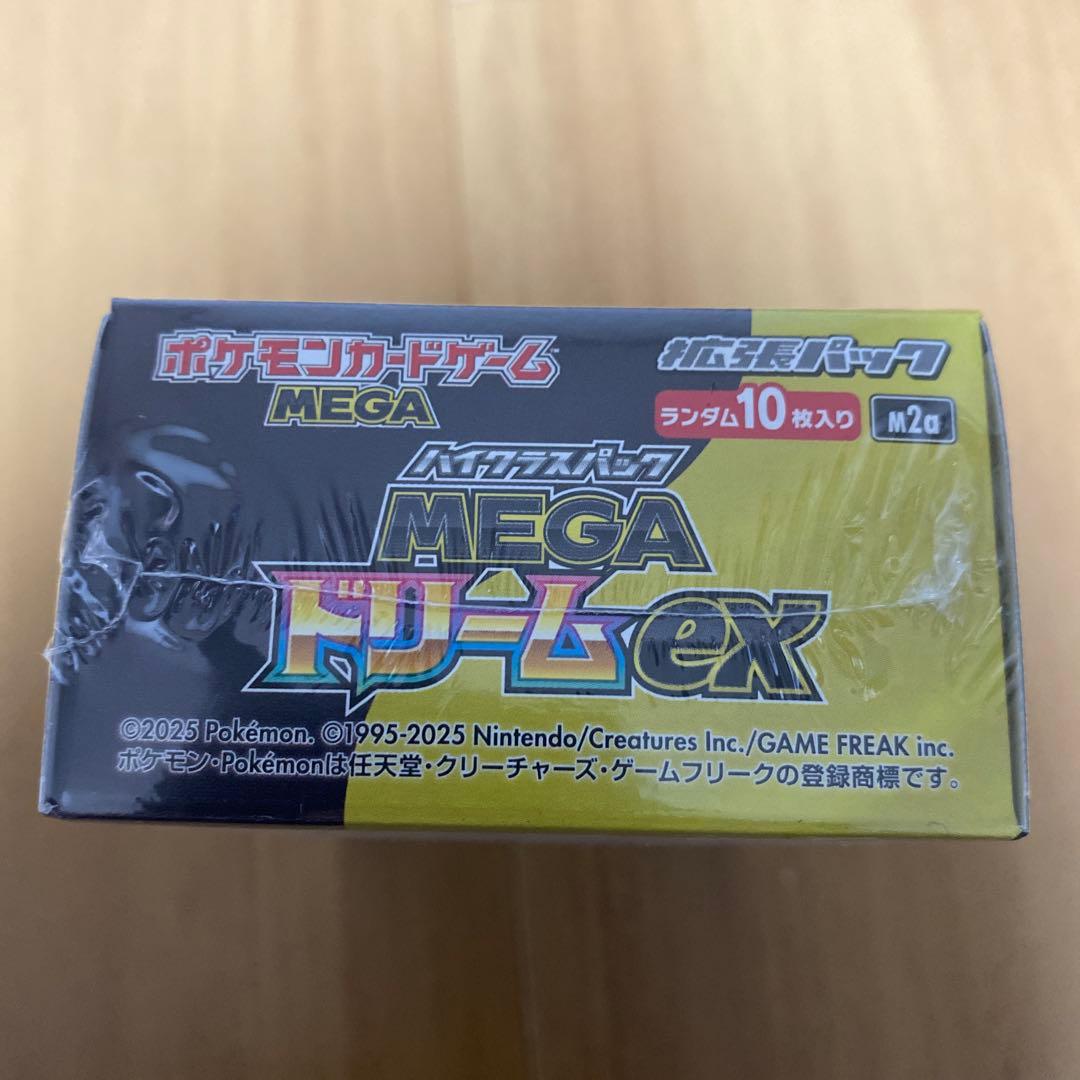 ポケモンカードゲーム™
MEGA
拡張パック
ランダム10枚入り
M2a
ハイクラスパック
MEGA
ドリームex
©2025 Pokémon. ©1995-2025 Nintendo/Creatures Inc./GAME FREAK inc.
ポケモン・Pokémonは任天堂・クリーチャーズ・ゲームフリークの登録商標です。